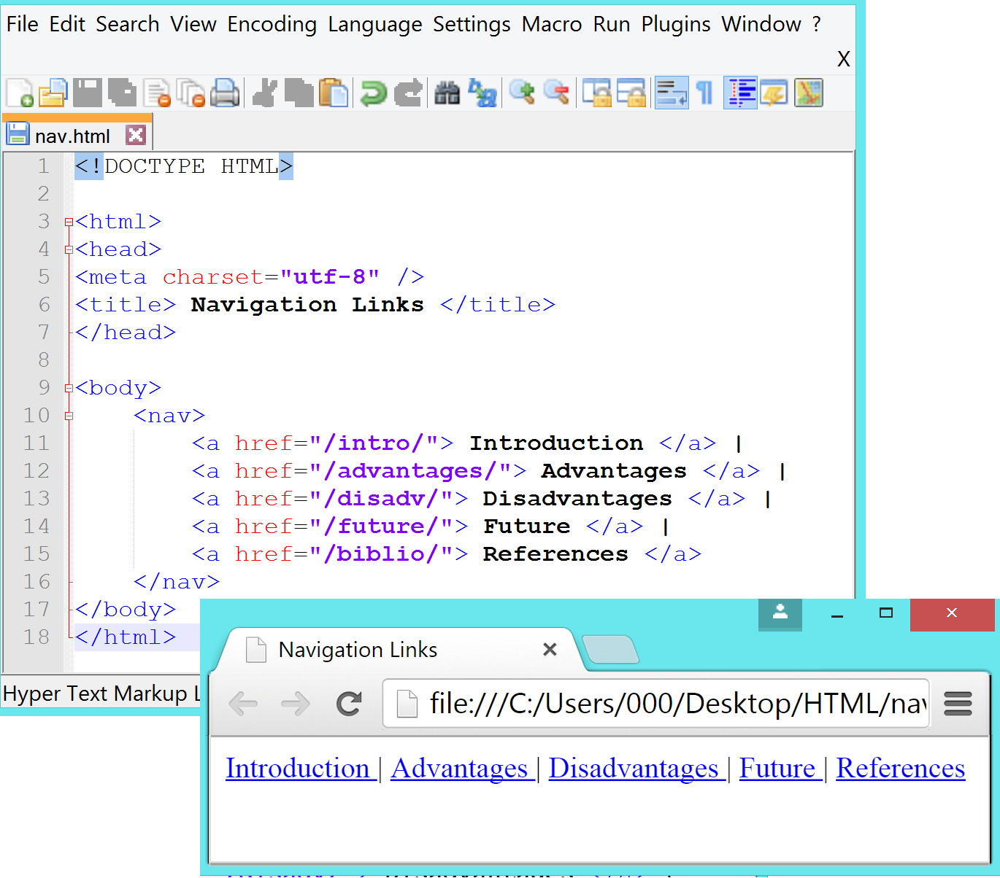 File Edit Search View Encoding Language Settings Macro Run Plugins Window ?
X
nav.html
1 <!DOCTYPE HTML>
2
3 <html>
4 <head>
5 <meta charset="utf-8" />
6 <title> Navigation Links </title>
7 </head>
8
9 <body>
10 <nav>
11 <a href="/intro/"> Introduction </a> |
12 <a href="/advantages/"> Advantages </a> |
13 <a href="/disadv/"> Disadvantages </a> |
14 <a href="/future/"> Future </a> |
15 <a href="/biblio/"> References </a>
16 </nav>
17 </body>
18 </html>
Hyper Text Markup L
Navigation Links
file:///C:/Users/000/Desktop/HTML/nav
Introduction | Advantages | Disadvantages | Future | References